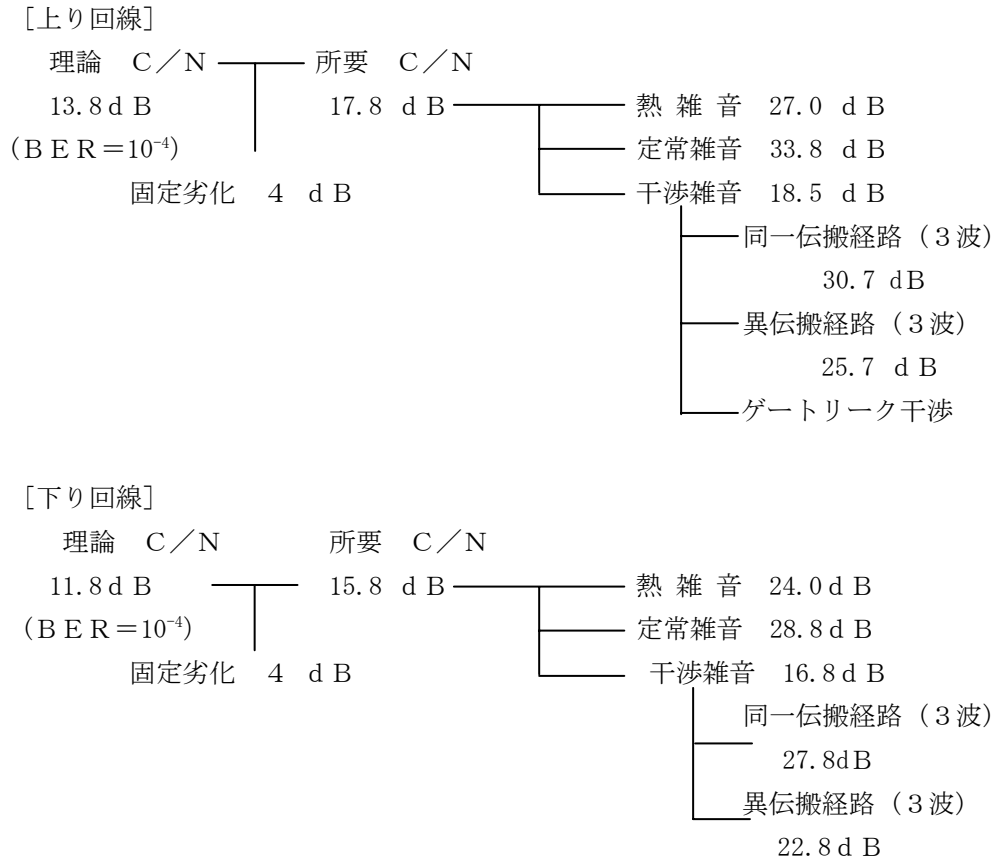 [上り回線]
理論 C/N 所要 C/N
13.8dB 17.8 dB 熱 雑 音 27.0 dB
(BER=10⁻⁴) 定常雑音 33.8 dB
固定劣化 4 dB 干渉雑音 18.5 dB
同一伝搬経路(3波)
30.7 dB
異伝搬経路(3波)
25.7 dB
ゲートリーク干渉
[下り回線]
理論 C/N 所要 C/N
11.8dB 15.8 dB 熱 雑 音 24.0dB
(BER=10⁻⁴) 定常雑音 28.8dB
固定劣化 4 dB 干渉雑音 16.8dB
同一伝搬経路(3波)
27.8dB
異伝搬経路(3波)
22.8dB